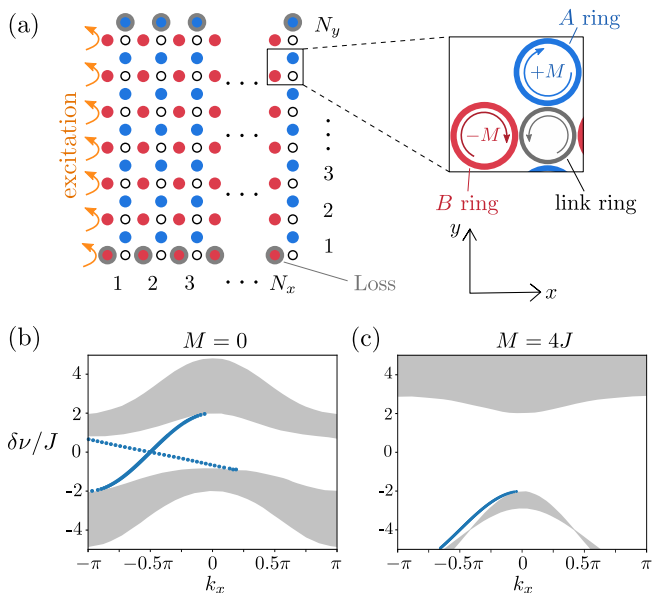 (a)
N_y
excitation
3
2
1
1 2 3 . . . N_x
Loss
A ring
+M
−M
B ring
link ring
y
x
(b)
M = 0
δν/J
4
2
0
-2
-4
−π −0.5π 0 0.5π π
k_x
(c)
M = 4J
4
2
0
-2
-4
−π −0.5π 0 0.5π π
k_x